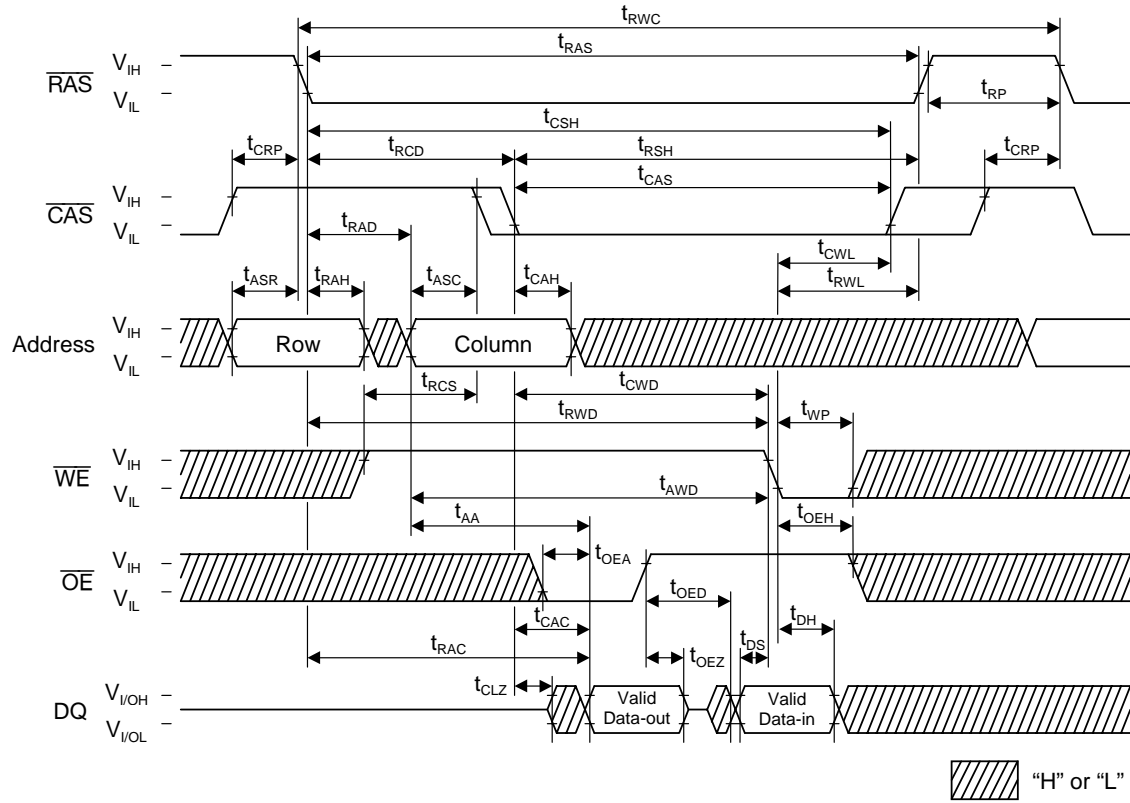 tRWC
tRAS
RAS
VIH
VIL
tRP
tCSH
tCRP
tRCD
tRSH
tCRP
CAS
VIH
VIL
tCAS
tRAD
tCWL
tASR
tRAH
tASC
tCAH
tRWL
Address
VIH
VIL
Row
Column
tRCS
tCWD
tRWD
tWP
WE
VIH
VIL
tAWD
tAA
tOEH
OE
VIH
VIL
tOEA
tOED
tCAC
tDH
tRAC
tOEZ
tDS
tCLZ
DQ
VI/OH
VI/OL
Valid
Data-out
Valid
Data-in
“H” or “L”